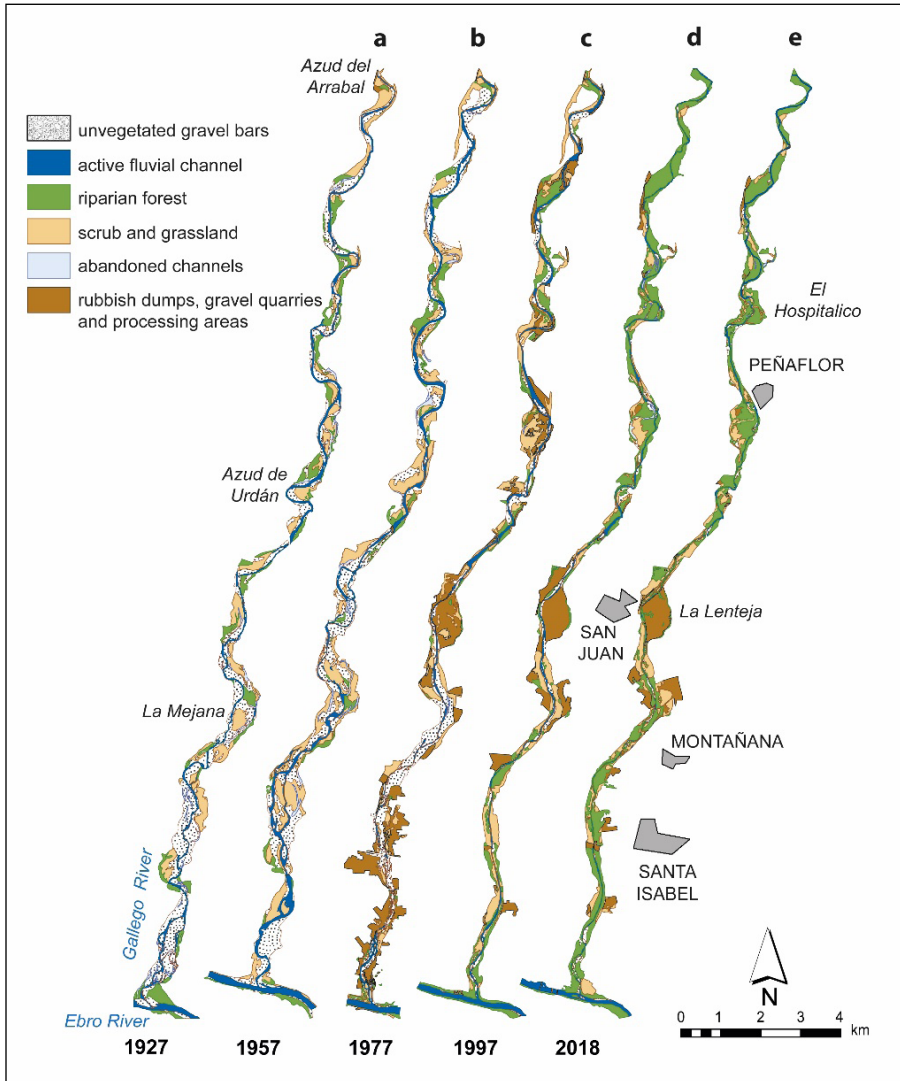 a b c d e
Azud del
Arrabal
unvegetated gravel bars
active fluvial channel
riparian forest
scrub and grassland
abandoned channels
rubbish dumps, gravel quarries
and processing areas
El
Hospitalico
PEÑAFLOR
Azud de
Urdán
La Lenteja
SAN
JUAN
La Mejana
MONTAÑANA
SANTA
ISABEL
Gallego River
N
Ebro River
0 1 2 3 4
km
1927 1957 1977 1997 2018